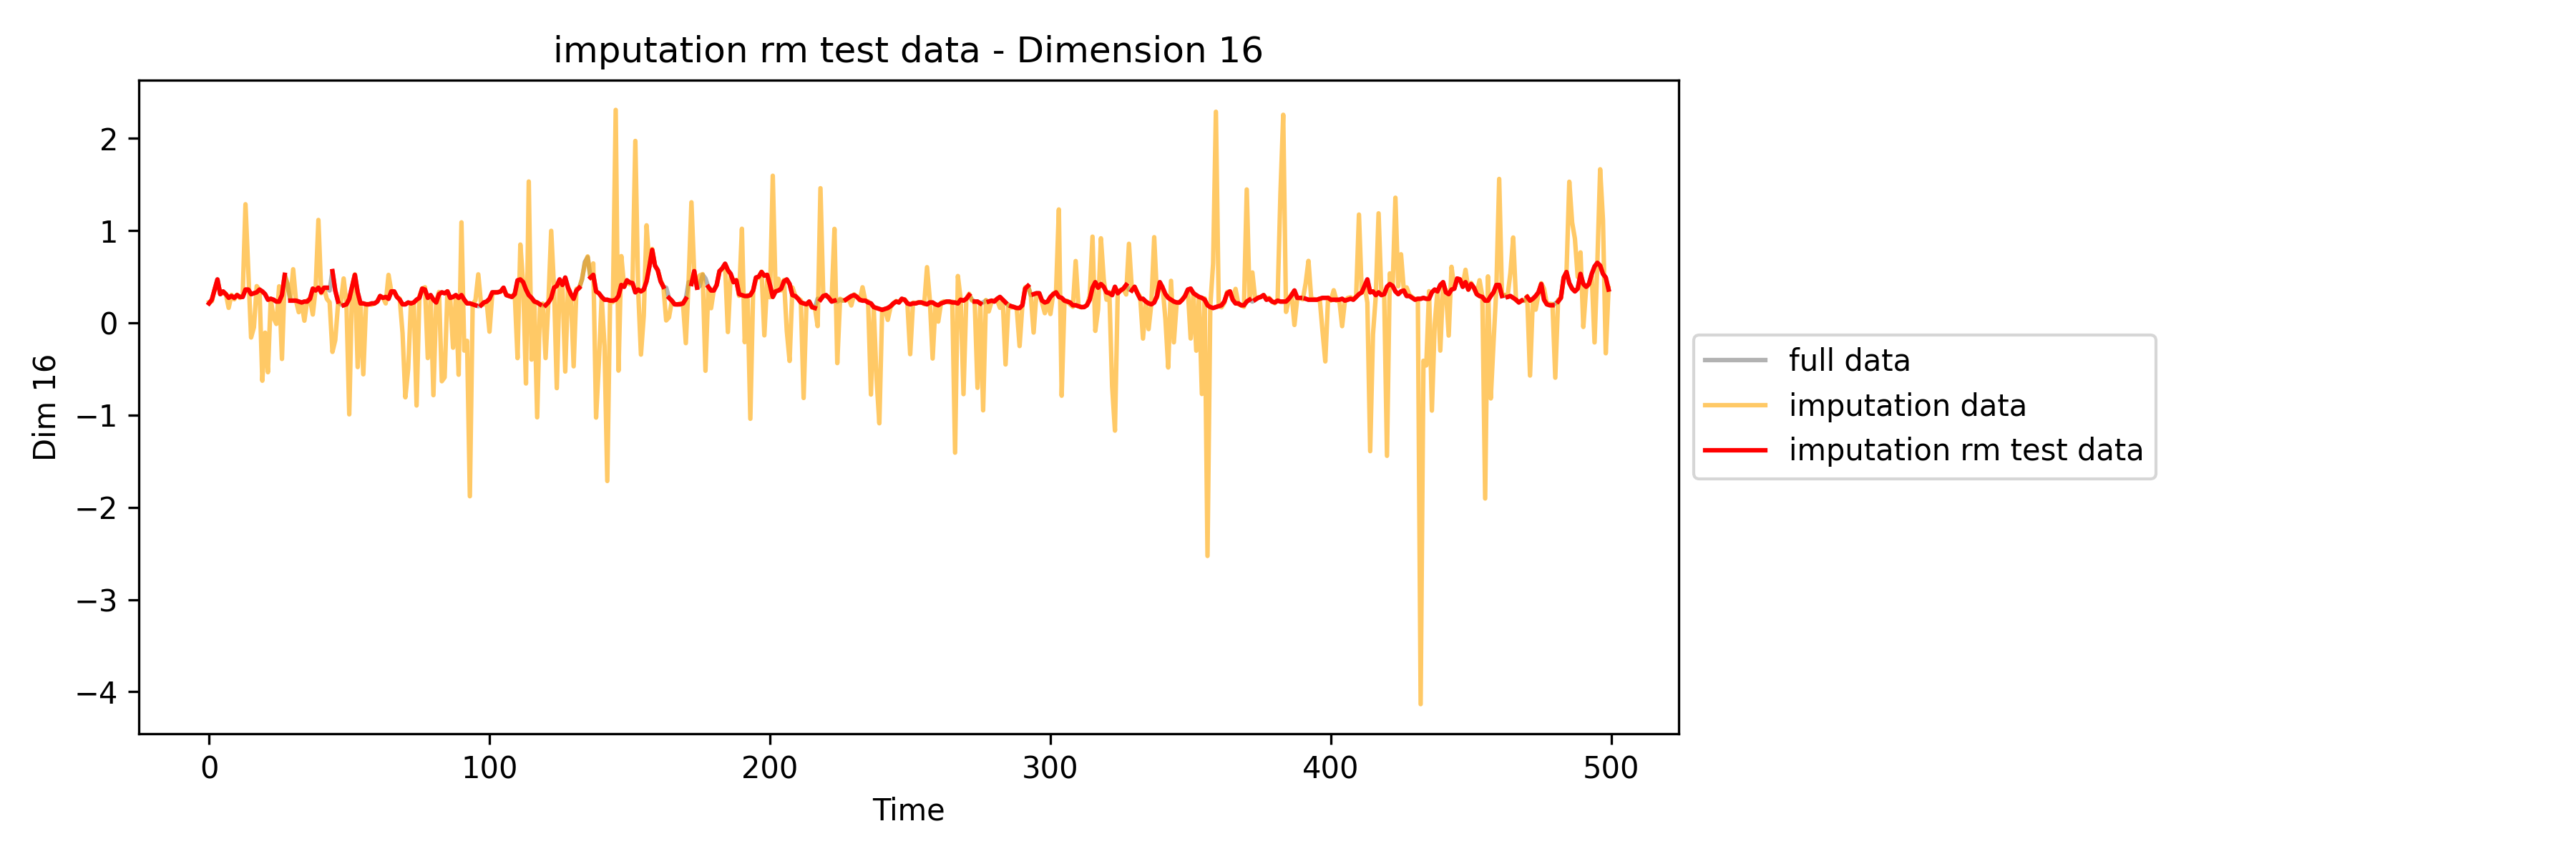 imputation rm test data - Dimension 16
2
1
0
−1
−2
−3
−4
Dim 16
0 100 200 300 400 500
Time
full data
imputation data
imputation rm test data